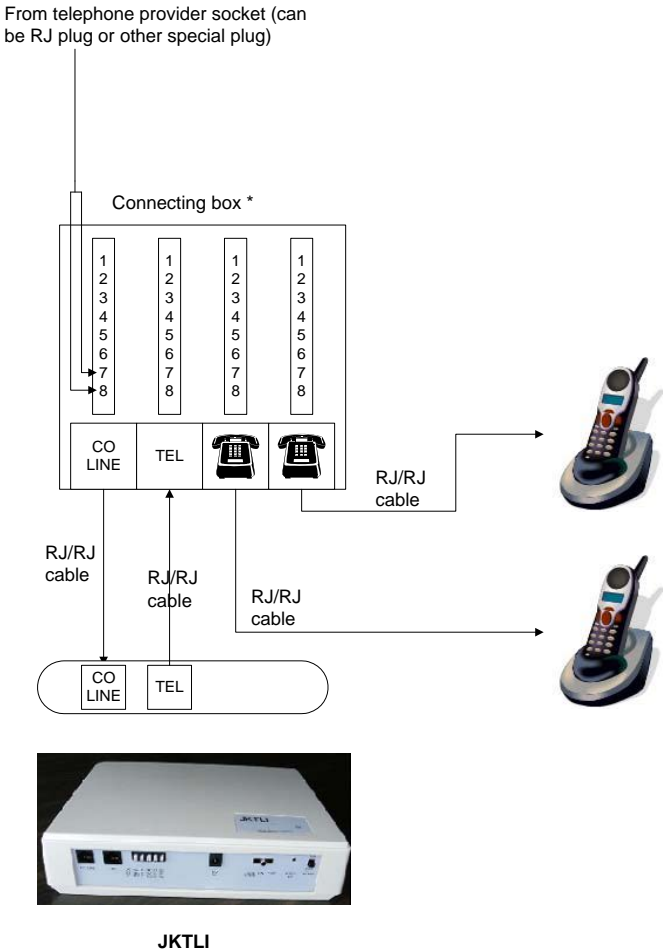 From telephone provider socket (can
be RJ plug or other special plug)
Connecting box *
1 1 1 1
2 2 2 2
3 3 3 3
4 4 4 4
5 5 5 5
6 6 6 6
7 7 7 7
8 8 8 8
CO
LINE
TEL
RJ/RJ
cable
RJ/RJ
cable
RJ/RJ
cable
RJ/RJ
cable
CO
LINE
TEL
JKTLI
JKTLI